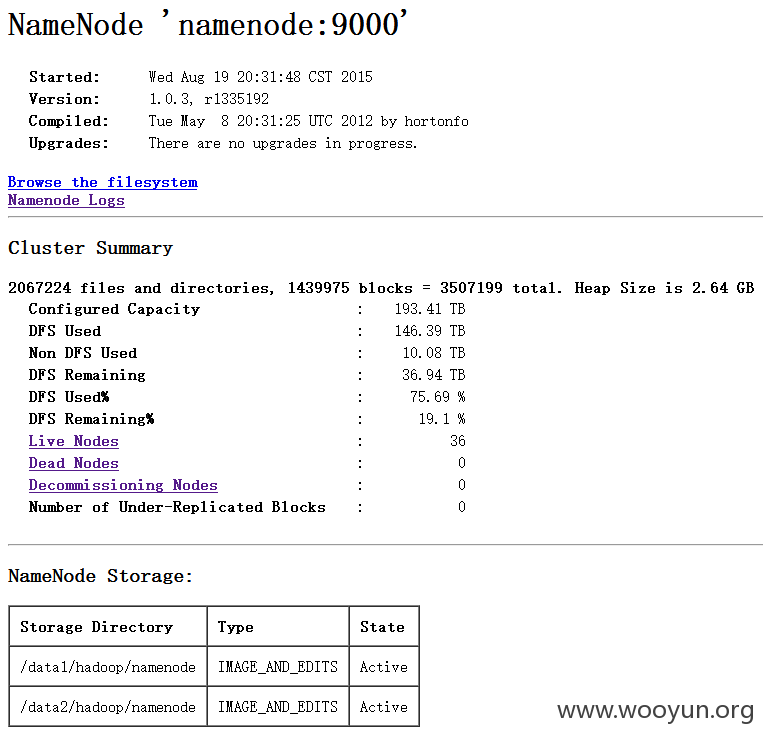 NameNode 'namenode:9000'
Started: Wed Aug 19 20:31:48 CST 2015
Version: 1.0.3, r1335192
Compiled: Tue May 8 20:31:25 UTC 2012 by hortonfo
Upgrades: There are no upgrades in progress.
Browse the filesystem
Namenode Logs
Cluster Summary
2067224 files and directories, 1439975 blocks = 3507199 total. Heap Size is 2.64 GB
Configured Capacity : 193.41 TB
DFS Used : 146.39 TB
Non DFS Used : 10.08 TB
DFS Remaining : 36.94 TB
DFS Used% : 75.69 %
DFS Remaining% : 19.1 %
Live Nodes : 36
Dead Nodes : 0
Decommissioning Nodes : 0
Number of Under-Replicated Blocks : 0
NameNode Storage:
Storage Directory Type State
/data1/hadoop/namenode IMAGE_AND_EDITS Active
/data2/hadoop/namenode IMAGE_AND_EDITS Active
www.wooyun.org